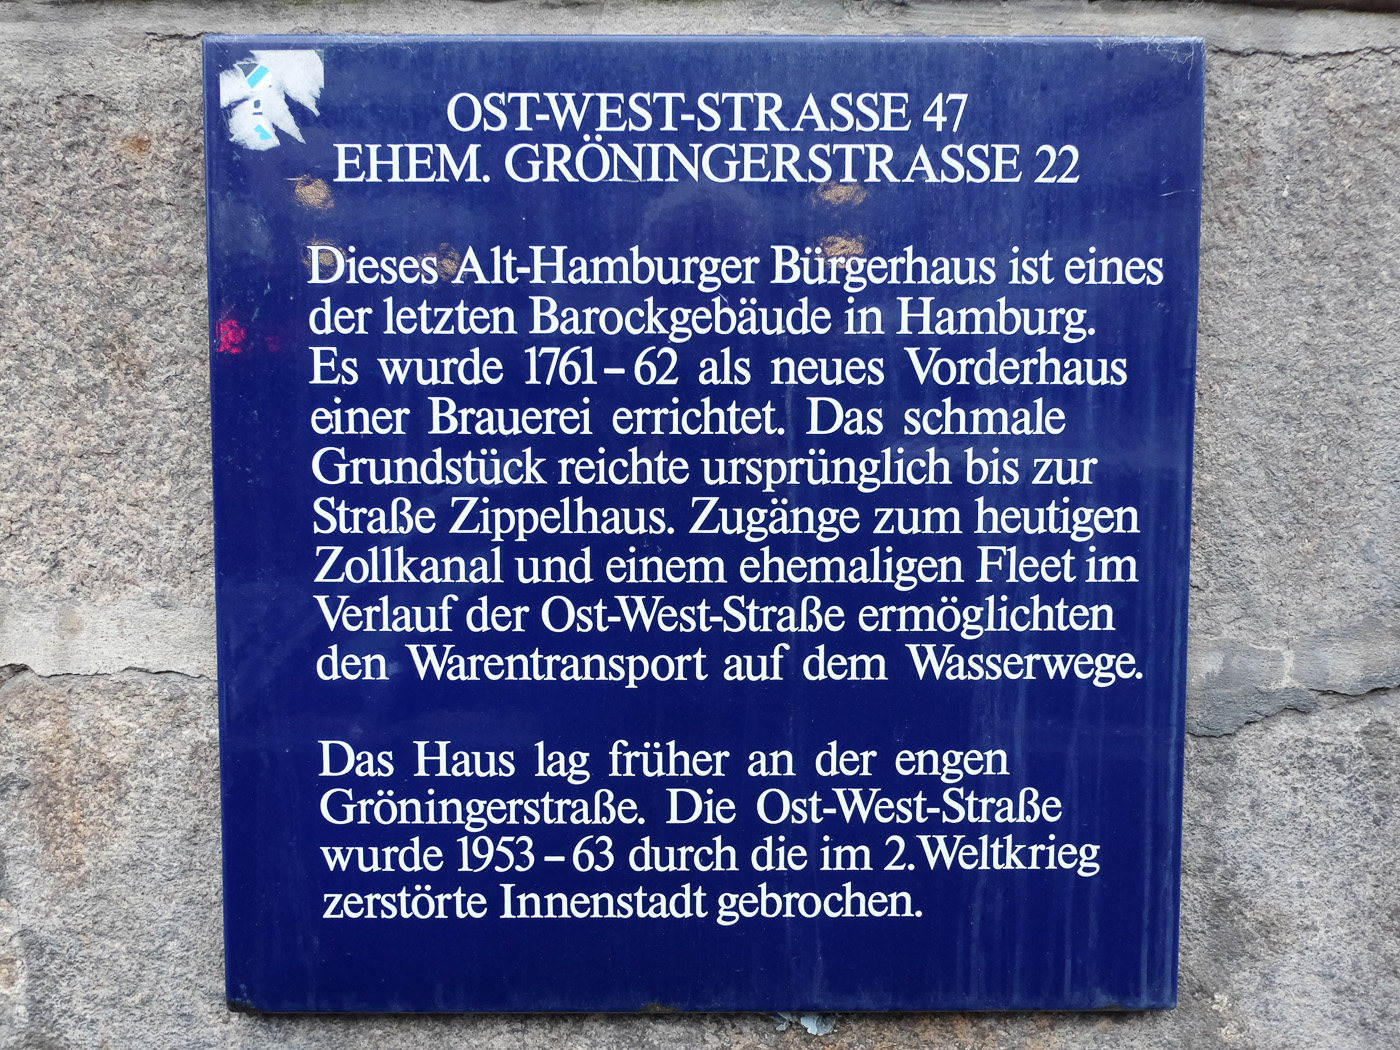 OST-WEST-STRASSE 47
EHEM. GRÖNINGERSTRASSE 22
Dieses Alt-Hamburger Bürgerhaus ist eines
der letzten Barockgebäude in Hamburg.
Es wurde 1761 – 62 als neues Vorderhaus
einer Brauerei errichtet. Das schmale
Grundstück reichte ursprünglich bis zur
Straße Zippelhaus. Zugänge zum heutigen
Zollkanal und einem ehemaligen Fleet im
Verlauf der Ost-West-Straße ermöglichten
den Warentransport auf dem Wasserwege.
Das Haus lag früher an der engen
Gröningerstraße. Die Ost-West-Straße
wurde 1953 – 63 durch die im 2. Weltkrieg
zerstörte Innenstadt gebrochen.